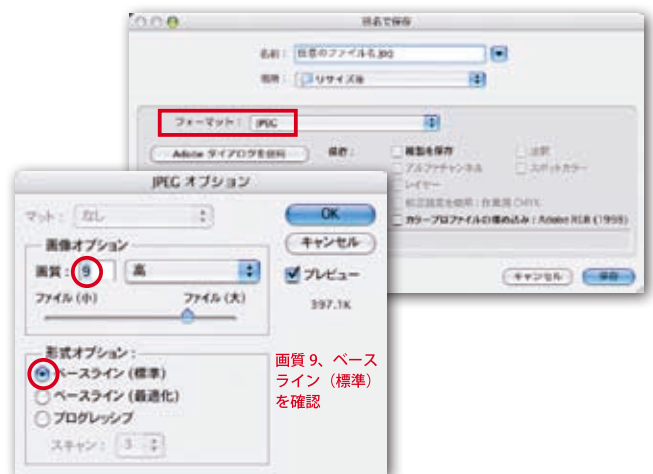 別名で保存
名前： 任意のファイル名.jpg
場所： リサイズ後
フォーマット： JPEG
Adobe ダイアログを使用
保存： 複製を保存 注釈
アルファチャンネル スポットカラー
レイヤー
校正設定を使用：作業用 CMYK
カラープロファイルの埋め込み：Adobe RGB (1998)
キャンセル 保存
JPEG オプション
マット： なし
OK
キャンセル
画像オプション
画質： 9 高
プレビュー
ファイル (小) ファイル (大)
397.1K
形式オプション：
ベースライン (標準)
ベースライン (最適化)
プログレッシブ
スキャン： 3
画質 9、ベース
ライン（標準）
を確認